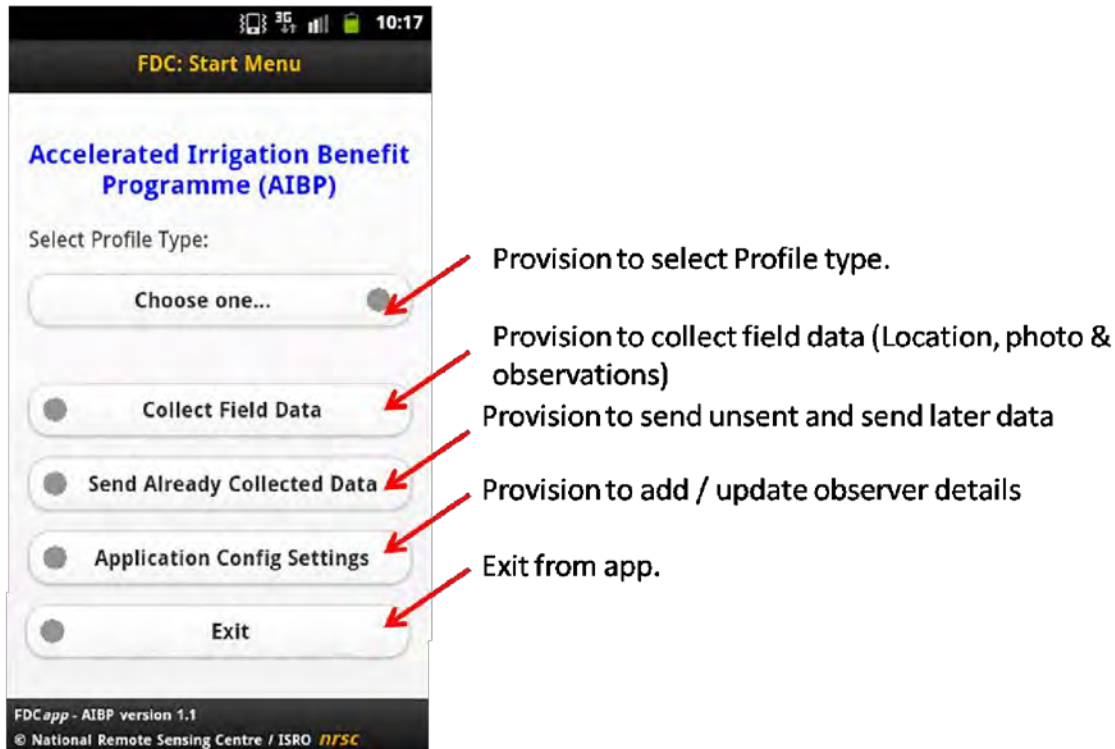 3G 10:17
FDC: Start Menu
Accelerated Irrigation Benefit
Programme (AIBP)
Select Profile Type:
Choose one...
Collect Field Data
Send Already Collected Data
Application Config Settings
Exit
FDCapp - AIBP version 1.1
© National Remote Sensing Centre / ISRO nrsc
Provision to select Profile type.
Provision to collect field data (Location, photo &
observations)
Provision to send unsent and send later data
Provision to add / update observer details
Exit from app.